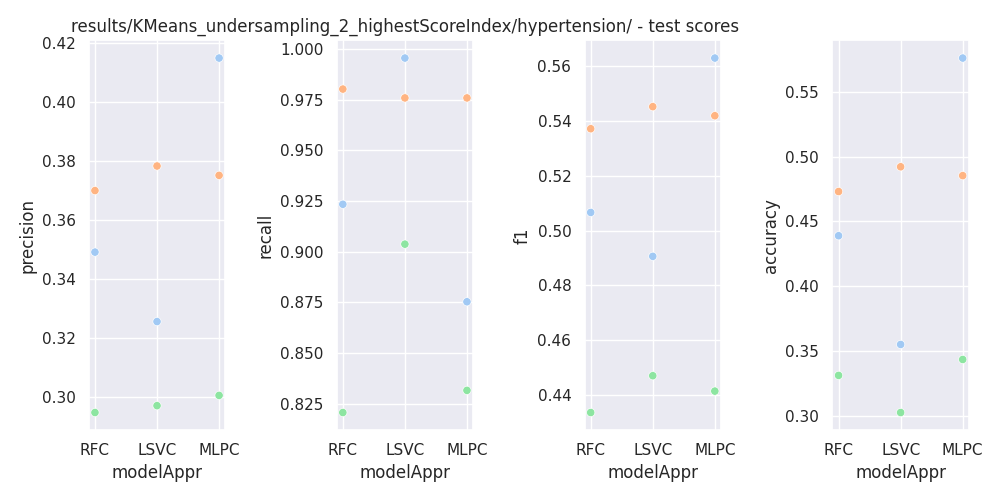 results/KMeans_undersampling_2_highestScoreIndex/hypertension/ - test scores
precision
0.42
0.40
0.38
0.36
0.34
0.32
0.30
RFC LSVC MLPC
modelAppr
recall
1.000
0.975
0.950
0.925
0.900
0.875
0.850
0.825
RFC LSVC MLPC
modelAppr
f1
0.56
0.54
0.52
0.50
0.48
0.46
0.44
RFC LSVC MLPC
modelAppr
accuracy
0.55
0.50
0.45
0.40
0.35
0.30
RFC LSVC MLPC
modelAppr